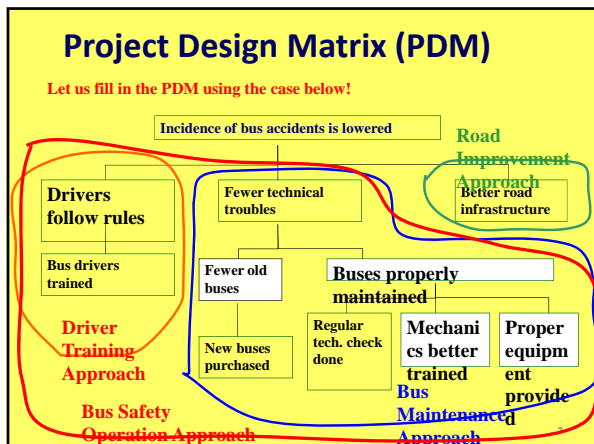 Project Design Matrix (PDM)
Let us fill in the PDM using the case below!
Incidence of bus accidents is lowered
Road
Improvement
Approach
Drivers
follow rules
Fewer technical
troubles
Better road
infrastructure
Bus drivers
trained
Fewer old
buses
Buses properly
maintained
New buses
purchased
Regular
tech. check
done
Mechani
cs better
trained
Proper
equipm
ent
provide
d
Driver
Training
Approach
Bus
Maintenance
Approach
Bus Safety
Operation Approach
7